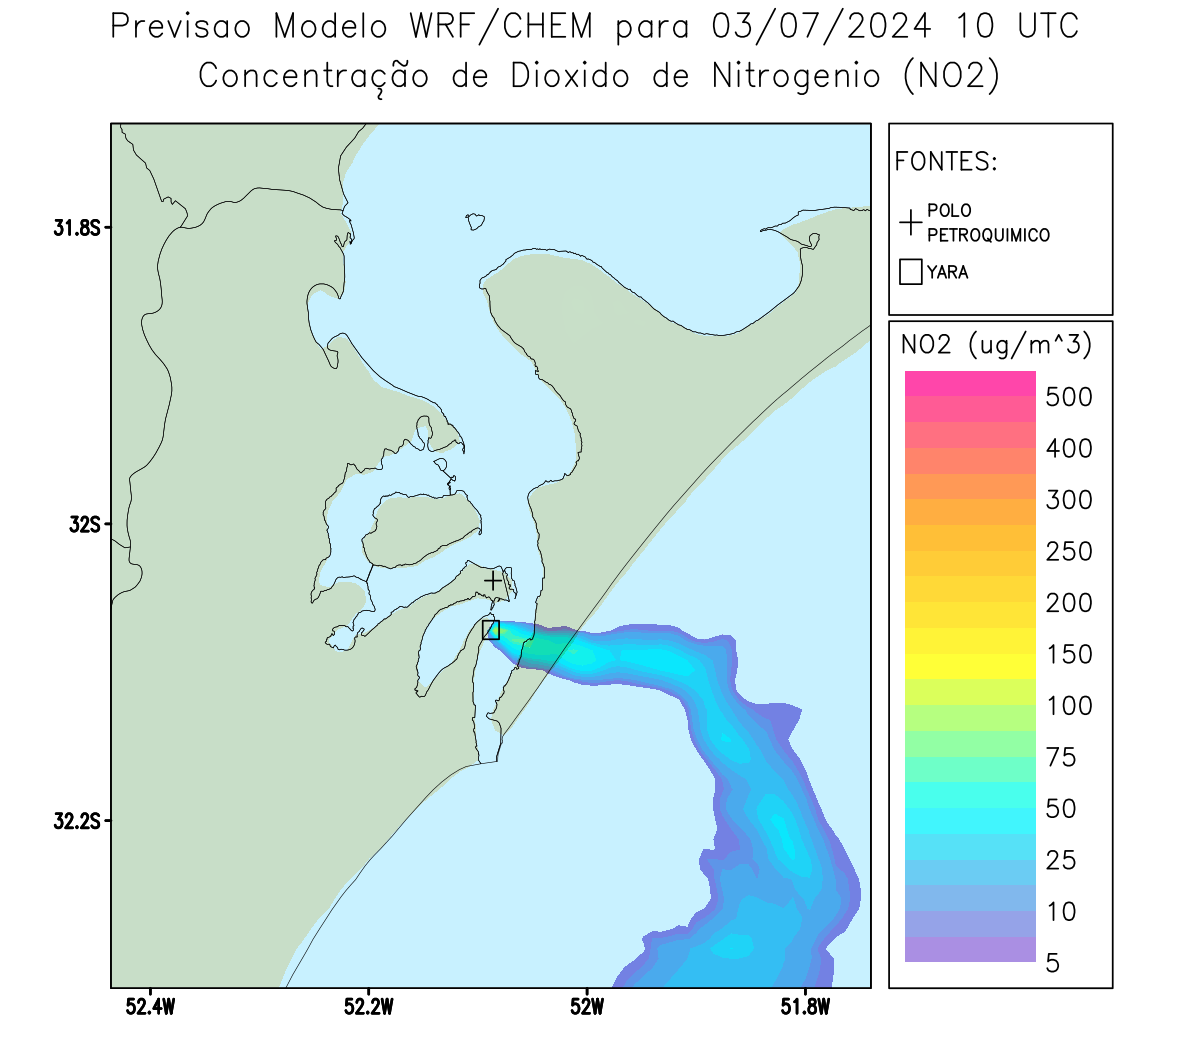 Previsao Modelo WRF/CHEM para 03/07/2024 10 UTC
Concentração de Dioxido de Nitrogenio (NO2)
FONTES:
POLO
PETROQUIMICO
YARA
NO2 (ug/m^3)
500
400
300
250
200
150
100
75
50
25
10
5
31.8S
32S
32.2S
52.4W
52.2W
52W
51.8W